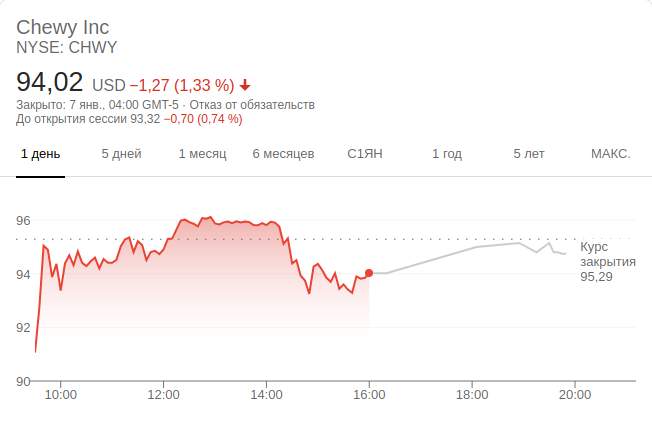 Chewy Inc
NYSE: CHWY
94,02 USD −1,27 (1,33 %)
Закрыто: 7 янв., 04:00 GMT-5 · Отказ от обязательств
До открытия сессии 93,32 −0,70 (0,74 %)
1 день 5 дней 1 месяц 6 месяцев С1ЯН 1 год 5 лет МАКС.
96
94
92
90
Курс
закрытия
95,29
10:00 12:00 14:00 16:00 18:00 20:00